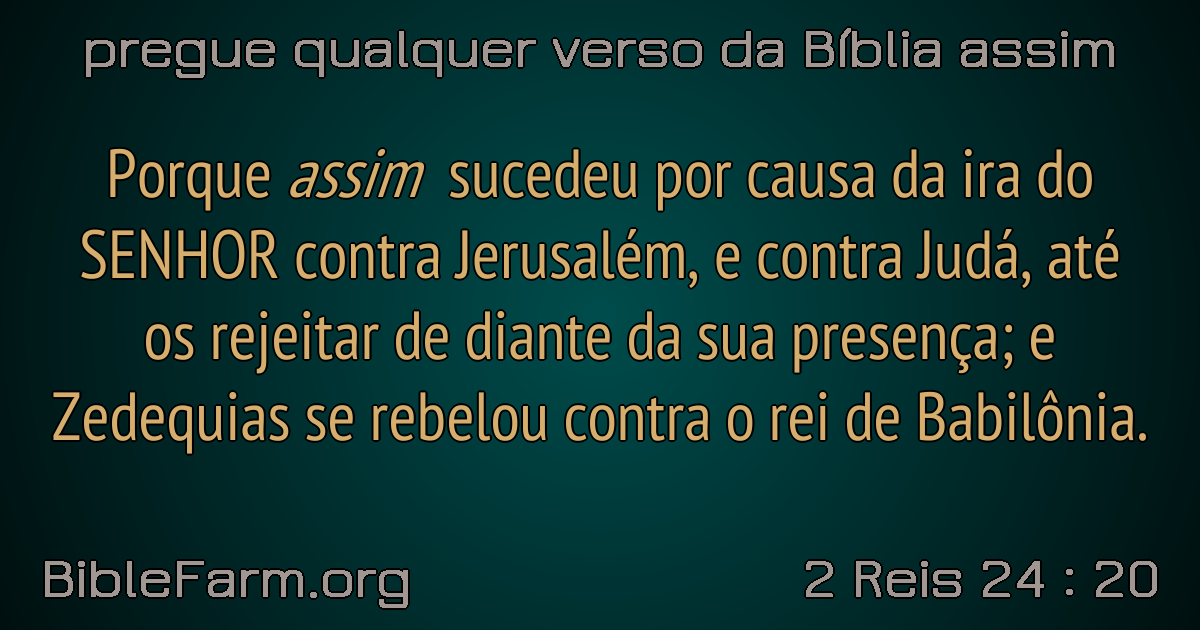 pregue qualquer verso da Bíblia assim
Porque assim sucedeu por causa da ira do
SENHOR contra Jerusalém, e contra Judá, até
os rejeitar de diante da sua presença; e
Zedequias se rebelou contra o rei de Babilônia.
BibleFarm.org
2 Reis 24 : 20